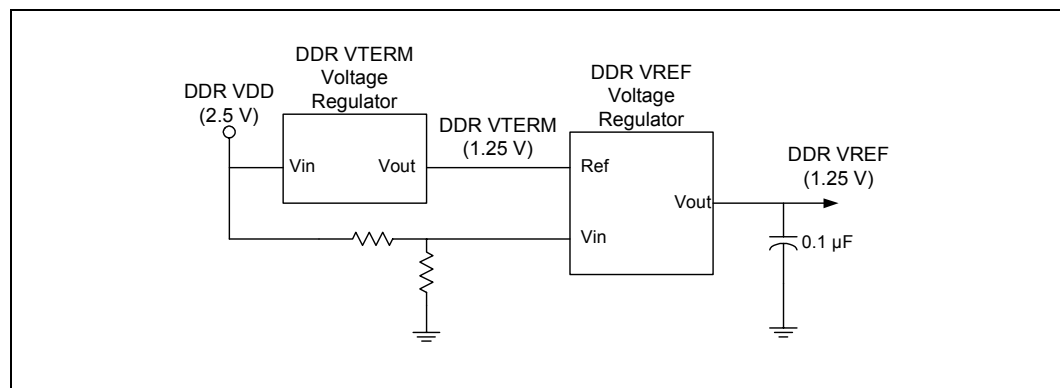 DDR VTERM
Voltage
Regulator
DDR VREF
Voltage
Regulator
DDR VDD
(2.5 V)
DDR VTERM
(1.25 V)
DDR VREF
(1.25 V)
Vin
Vout
Ref
Vout
Vin
0.1 µF